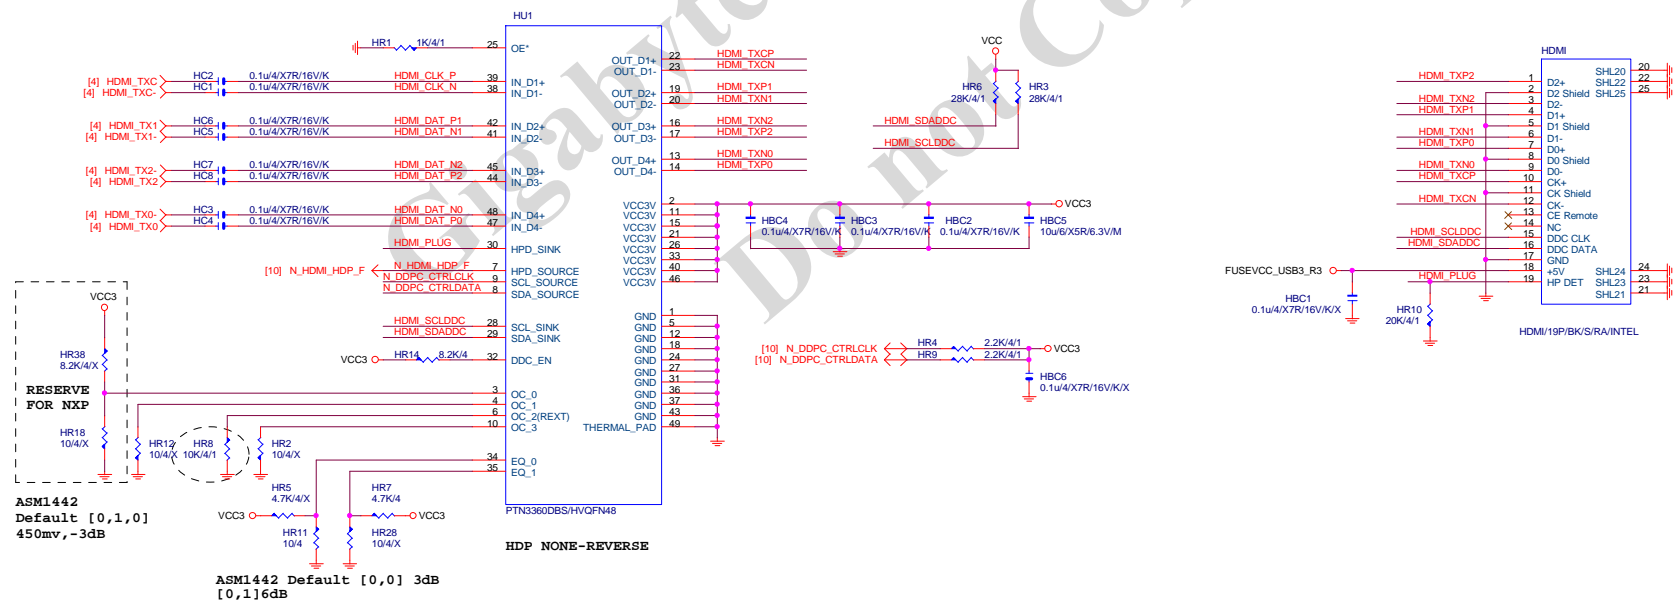 HU1
HR1 1K/4/1 25 OE*
[4] HDMI_TXC HC2 0.1u/4/X7R/16V/K HDMI_CLK_P 39 IN_D1+
[4] HDMI_TXC- HC1 0.1u/4/X7R/16V/K HDMI_CLK_N 38 IN_D1-
[4] HDMI_TX1 HC6 0.1u/4/X7R/16V/K HDMI_DAT_P1 42 IN_D2+
[4] HDMI_TX1- HC5 0.1u/4/X7R/16V/K HDMI_DAT_N1 41 IN_D2-
[4] HDMI_TX2- HC7 0.1u/4/X7R/16V/K HDMI_DAT_N2 45 IN_D3+
[4] HDMI_TX2 HC8 0.1u/4/X7R/16V/K HDMI_DAT_P2 44 IN_D3-
[4] HDMI_TX0- HC3 0.1u/4/X7R/16V/K HDMI_DAT_N0 48 IN_D4+
[4] HDMI_TX0 HC4 0.1u/4/X7R/16V/K HDMI_DAT_P0 47 IN_D4-
HDMI_PLUG 30 HPD_SINK
[10] N_HDMI_HDP_F N_HDMI_HDP_F 7 HPD_SOURCE
N_DDPC_CTRLCLK 9 SCL_SOURCE
N_DDPC_CTRLDATA 8 SDA_SOURCE
HDMI_SCLDDC 28 SCL_SINK
HDMI_SDADDC 29 SDA_SINK
VCC3 HR14 8.2K/4 32 DDC_EN
3 OC_0
4 OC_1
6 OC_2(REXT)
10 OC_3
34 EQ_0
35 EQ_1
OUT_D1+ 22 HDMI_TXCP
OUT_D1- 23 HDMI_TXCN
OUT_D2+ 19 HDMI_TXP1
OUT_D2- 20 HDMI_TXN1
OUT_D3+ 16 HDMI_TXN2
OUT_D3- 17 HDMI_TXP2
OUT_D4+ 13 HDMI_TXN0
OUT_D4- 14 HDMI_TXP0
VCC3V 2
VCC3V 11
VCC3V 15
VCC3V 21
VCC3V 26
VCC3V 33
VCC3V 40
VCC3V 46
GND 1
GND 5
GND 12
GND 18
GND 24
GND 27
GND 31
GND 36
GND 37
GND 43
THERMAL_PAD 49
PTN3360DBS/HVQFN48
HDP NONE-REVERSE
VCC3
HR38
8.2K/4/X
RESERVE
FOR NXP
HR18
10/4/X
HR12
10/4/X
HR8
10K/4/1
HR2
10/4/X
ASM1442
Default [0,1,0]
450mv,-3dB
HR5
4.7K/4/X
HR7
4.7K/4
VCC3
VCC3
HR11
10/4
HR28
10/4/X
ASM1442 Default [0,0] 3dB
[0,1]6dB
VCC
HR6
28K/4/1
HR3
28K/4/1
HDMI_SDADDC
HDMI_SCLDDC
VCC3
HBC4
0.1u/4/X7R/16V/K
HBC3
0.1u/4/X7R/16V/K
HBC2
0.1u/4/X7R/16V/K
HBC5
10u/6/X5R/6.3V/M
[10] N_DDPC_CTRLCLK HR4 2.2K/4/1 VCC3
[10] N_DDPC_CTRLDATA HR9 2.2K/4/1
HBC6
0.1u/4/X7R/16V/K/X
HDMI
HDMI_TXP2 1 D2+
2 D2 Shield
HDMI_TXN2 3 D2-
HDMI_TXP1 4 D1+
5 D1 Shield
HDMI_TXN1 6 D1-
HDMI_TXP0 7 D0+
8 D0 Shield
HDMI_TXN0 9 D0-
HDMI_TXCP 10 CK+
11 CK Shield
HDMI_TXCN 12 CK-
13 CE Remote
14 NC
HDMI_SCLDDC 15 DDC CLK
HDMI_SDADDC 16 DDC DATA
17 GND
FUSEVCC_USB3_R3 18 +5V
HDMI_PLUG 19 HP DET
SHL20 20
SHL22 22
SHL25 25
SHL24 24
SHL23 23
SHL21 21
HBC1
0.1u/4/X7R/16V/K/X
HR10
20K/4/1
HDMI/19P/BK/S/RA/INTEL
Gigabyte
Do not Co